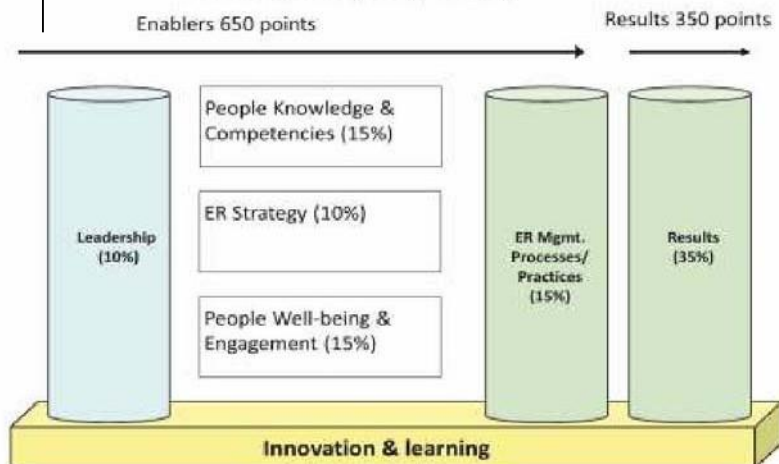 Enablers 650 points
Results 350 points
People Knowledge &
Competencies (15%)
Leadership
(10%)
ER Strategy (10%)
ER Mgmt.
Processes/
Practices
(15%)
Results
(35%)
People Well-being &
Engagement (15%)
Innovation & learning